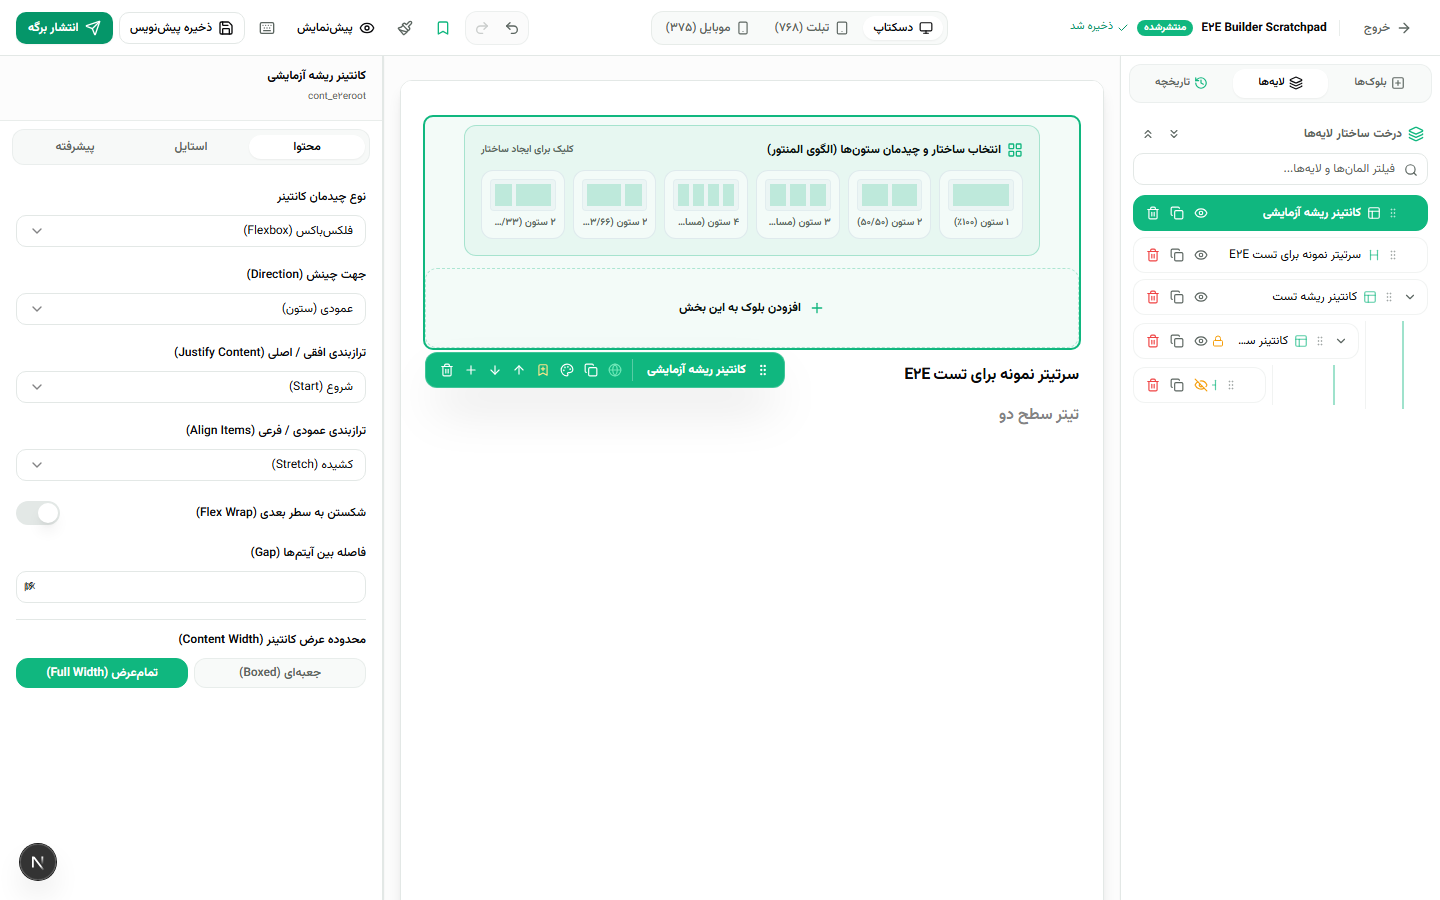 خروج
E۲E Builder Scratchpad
منتشرشده
ذخیره شد
دسکتاپ
تبلت (۷۶۸)
موبایل (۳۷۵)
پیش‌نمایش
ذخیره پیش‌نویس
انتشار برگه
بلوک‌ها
لایه‌ها
تاریخچه
درخت ساختار لایه‌ها
فیلتر المان‌ها و لایه‌ها...
کانتینر ریشه آزمایشی
سرتیتر نمونه برای تست E۲E
کانتینر ریشه تست
کانتینر سـ...
انتخاب ساختار و چیدمان ستون‌ها (الگوی المنتور)
کلیک برای ایجاد ساختار
۱ ستون (۱۰۰٪)
۲ ستون (۵۰/۵۰)
۳ ستون (مسا...
۴ ستون (مسا...
۲ ستون (۳/۶۶...
۲ ستون (۳۳/...
افزودن بلوک به این بخش
کانتینر ریشه آزمایشی
سرتیتر نمونه برای تست E۲E
تیتر سطح دو
کانتینر ریشه آزمایشی
cont_e۲eroot
محتوا
استایل
پیشرفته
نوع چیدمان کانتینر
فلکس‌باکس (Flexbox)
جهت چینش (Direction)
عمودی (ستون)
ترازبندی افقی / اصلی (Justify Content)
شروع (Start)
ترازبندی عمودی / فرعی (Align Items)
کشیده (Stretch)
شکستن به سطر بعدی (Flex Wrap)
فاصله بین آیتم‌ها (Gap)
محدوده عرض کانتینر (Content Width)
جعبه‌ای (Boxed)
تمام‌عرض (Full Width)
N